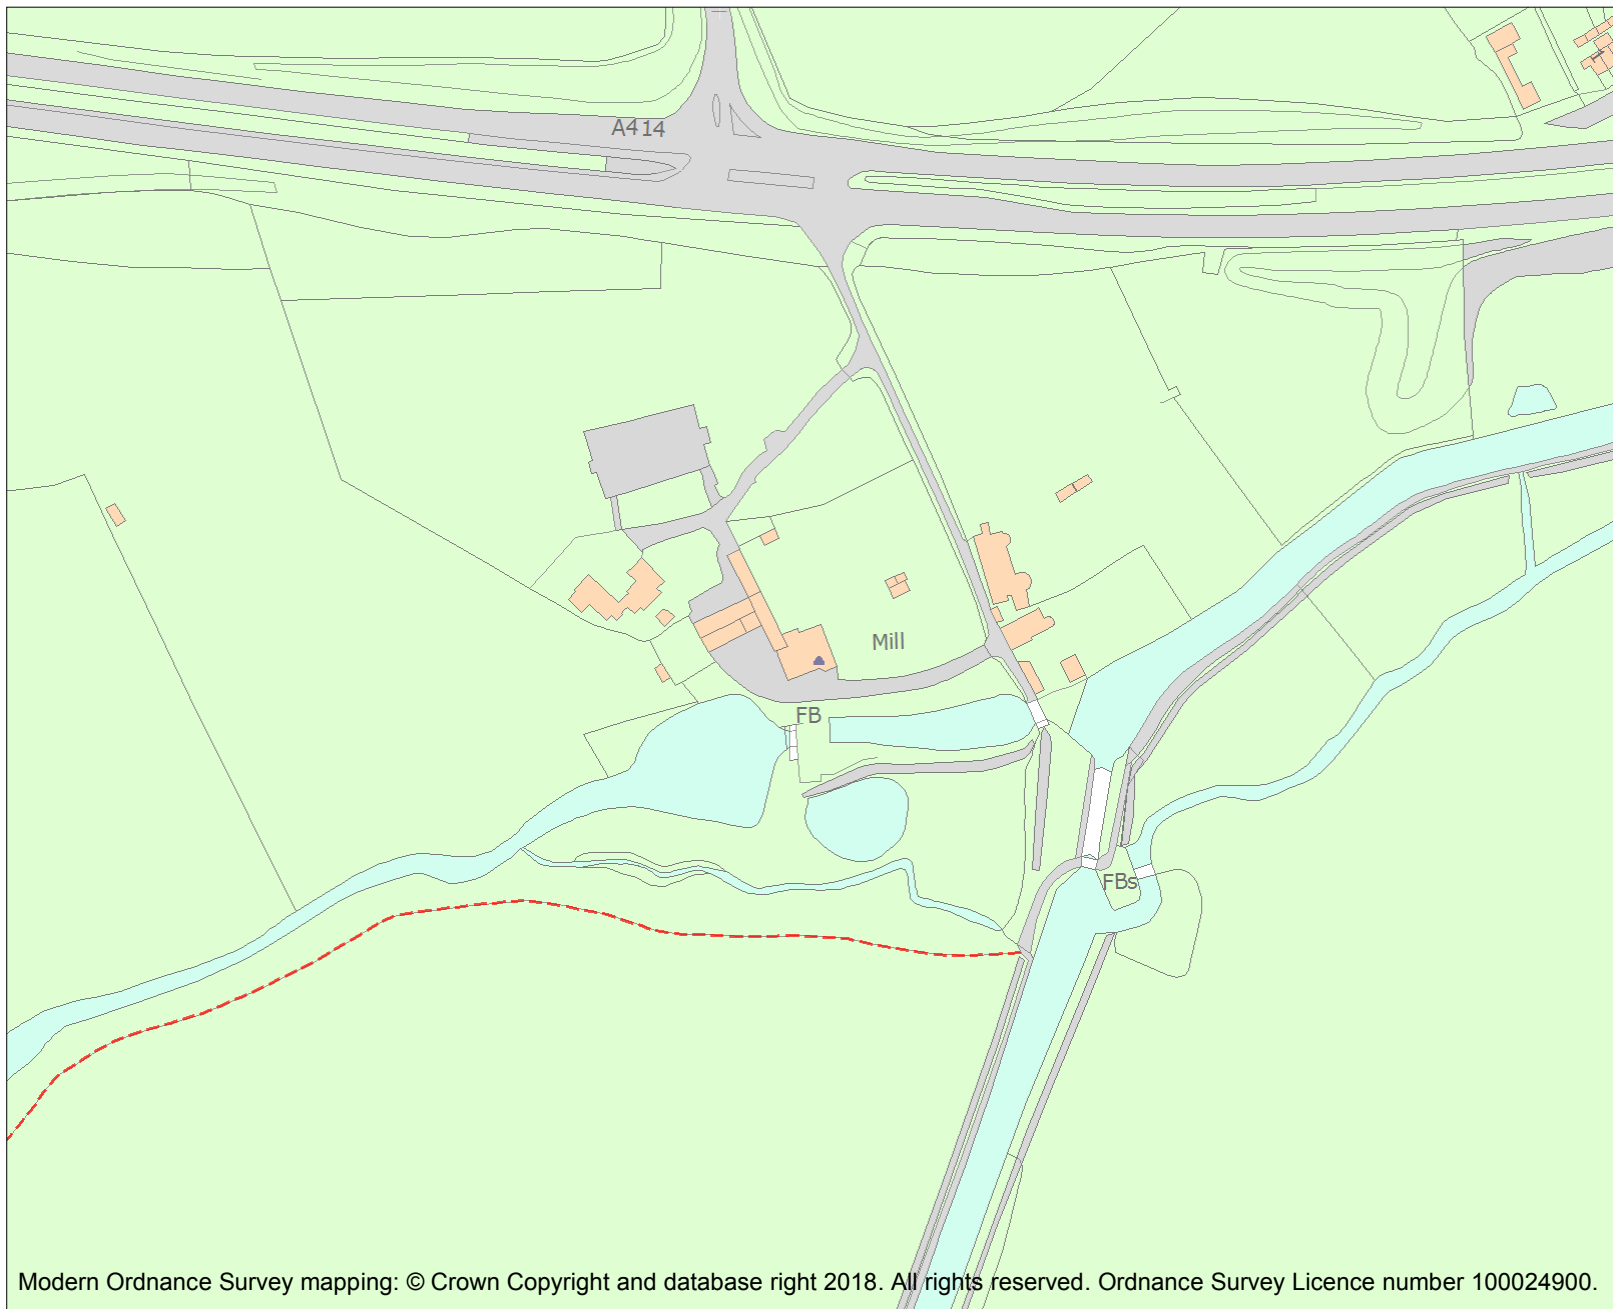 A414
Mill
FB
FBs
Modern Ordnance Survey mapping: © Crown Copyright and database right 2018. All rights reserved. Ordnance Survey Licence number 100024900.